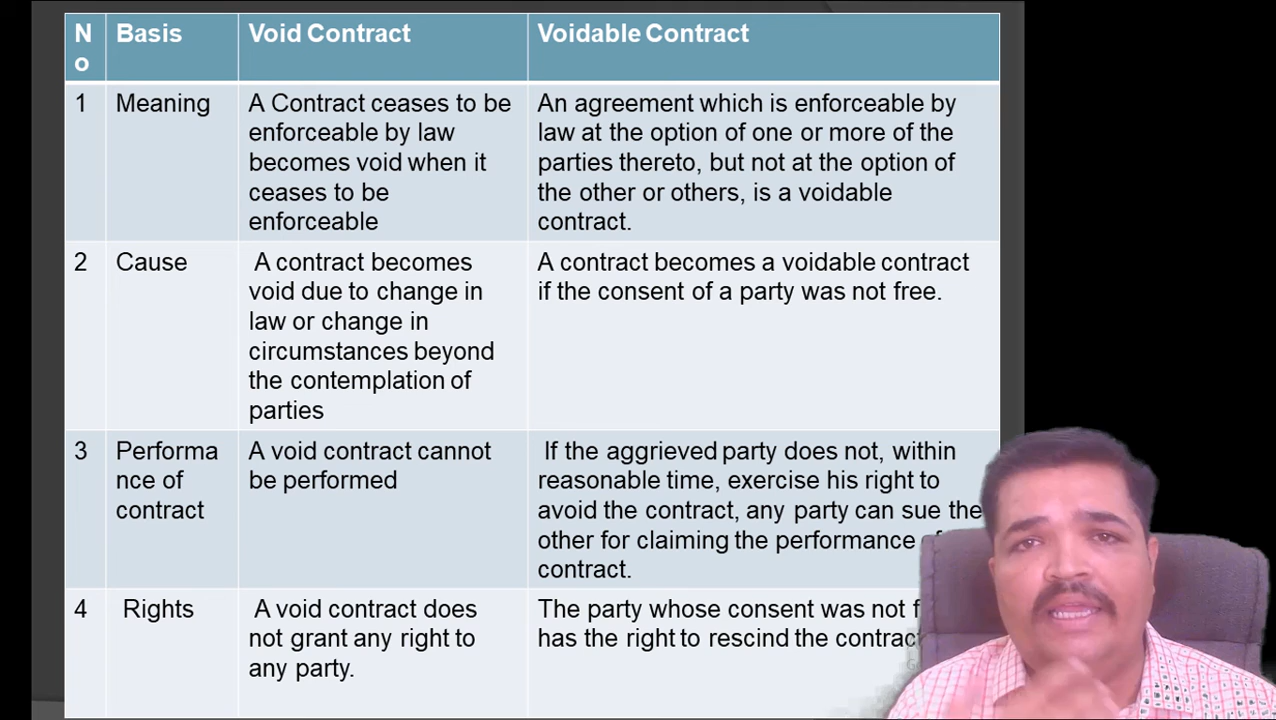 No Basis Void Contract Voidable Contract
1 Meaning
A Contract ceases to be
enforceable by law
becomes void when it
ceases to be
enforceable
An agreement which is enforceable by
law at the option of one or more of the
parties thereto, but not at the option of
the other or others, is a voidable
contract.
2 Cause
A contract becomes
void due to change in
law or change in
circumstances beyond
the contemplation of
parties
A contract becomes a voidable contract
if the consent of a party was not free.
3 Performa
nce of
contract
A void contract cannot
be performed
If the aggrieved party does not, within
reasonable time, exercise his right to
avoid the contract, any party can sue the
other for claiming the performance
contract.
4 Rights
A void contract does
not grant any right to
any party.
The party whose consent was not
has the right to rescind the contract